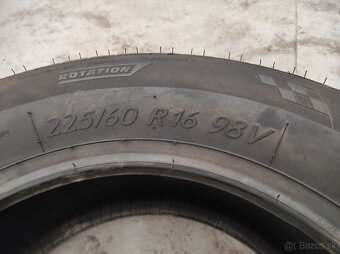 ROTATION
225/60 R16 98V
© Bazos.sk